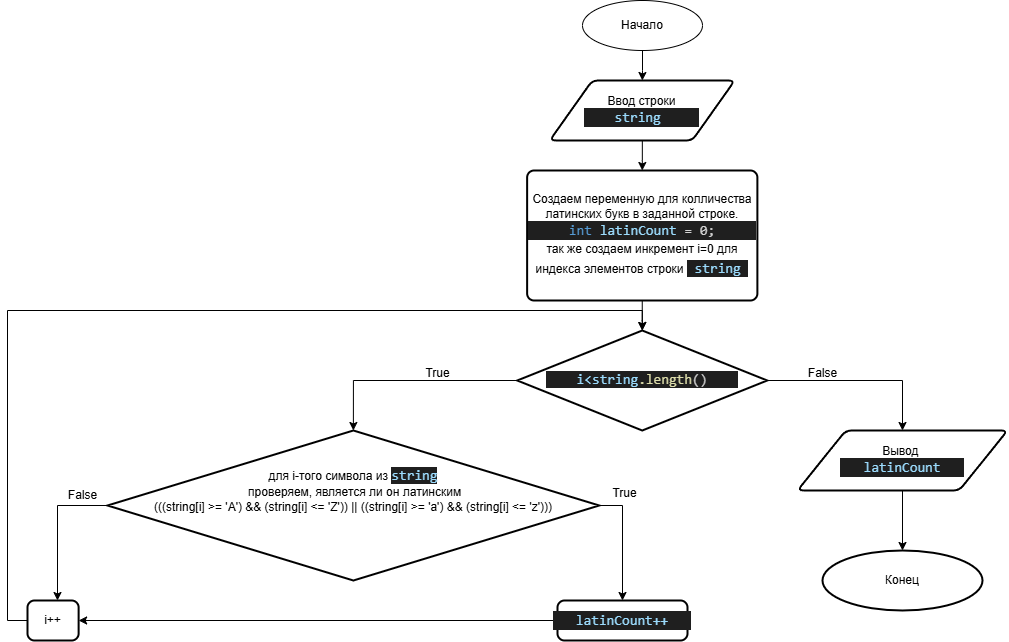 Начало
Ввод строки
string
Создаем переменную для колличества
латинских букв в заданной строке.
int latinCount = 0;
так же создаем инкремент i=0 для
индекса элементов строки string
True
i<string.length()
False
для i-того символа из string
проверяем, является ли он латинским
(((string[i] >= 'A') && (string[i] <= 'Z')) || ((string[i] >= 'a') && (string[i] <= 'z')))
False
True
Вывод
latinCount
Конец
i++
latinCount++